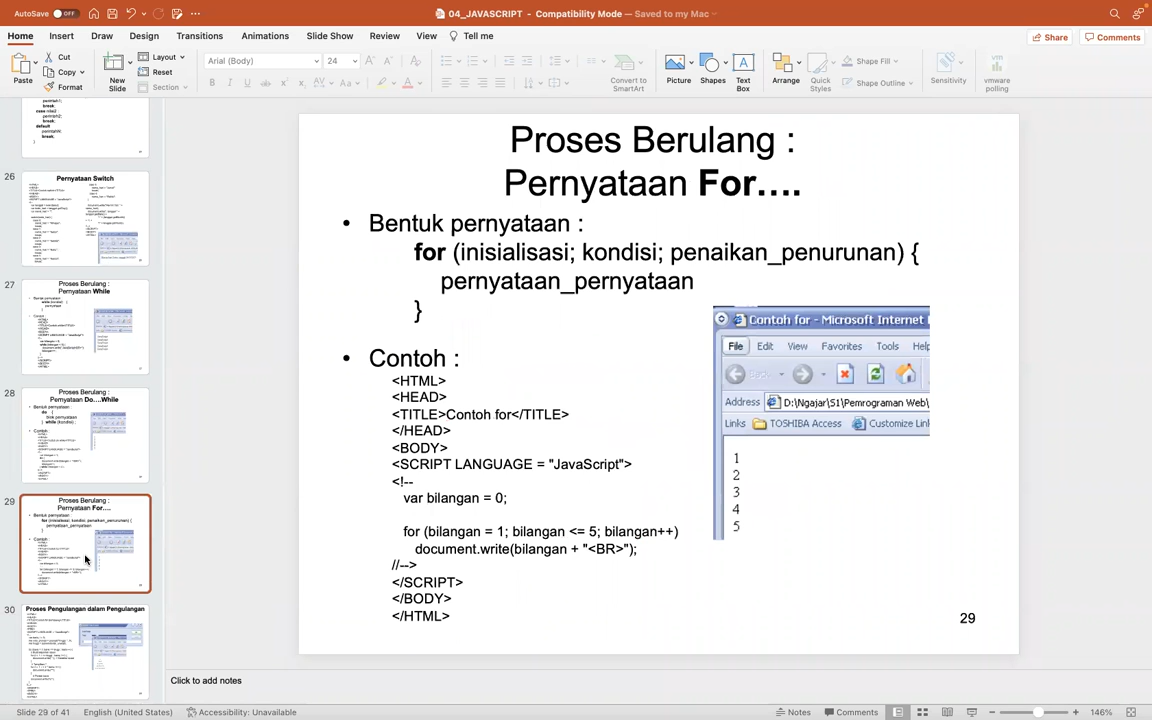 AutoSave OFF
04_JAVASCRIPT - Compatibility Mode — Saved to my Mac
Home Insert Draw Design Transitions Animations Slide Show Review View Tell me
Share Comments
Paste
Cut
Copy
Format
New Slide
Layout
Reset
Section
Arial (Body) 24
Convert to SmartArt
Picture
Shapes
Text Box
Arrange
Quick Styles
Shape Fill
Shape Outline
Sensitivity
vmware polling
26
Pernyataan Switch
27
Proses Berulang :
Pernyataan While
28
Proses Berulang :
Pernyataan Do....While
29
Proses Berulang :
Pernyataan For....
30
Proses Pengulangan dalam Pengulangan
Proses Berulang :
Pernyataan For....
• Bentuk pernyataan :
for (inisialisasi; kondisi; penaikan_penurunan) {
pernyataan_pernyataan
}
• Contoh :
<HTML>
<HEAD>
<TITLE>Contoh for</TITLE>
</HEAD>
<BODY>
<SCRIPT LANGUAGE = "JavaScript">
<!--
var bilangan = 0;
for (bilangan = 1; bilangan <= 5; bilangan++)
document.write(bilangan + "<BR>");
//-->
</SCRIPT>
</BODY>
</HTML>
Contoh for - Microsoft Internet
File Edit View Favorites Tools Help
Back
Address D:\Ngajar\S1\Pemrograman Web\
Links TOSHIBA Access Customize Lin
1
2
3
4
5
29
Click to add notes
Slide 29 of 41 English (United States) Accessibility: Unavailable
Notes Comments 146%